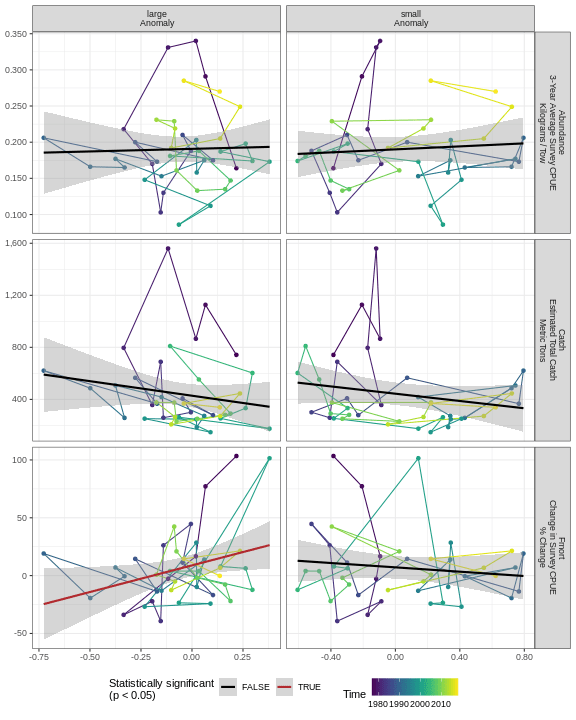 large
Anomaly
small
Anomaly
0.350
0.300
0.250
0.200
0.150
0.100
Abundance
3-Year Average Survey CPUE
Kilograms / Tow
1,600
1,200
800
400
Catch
Estimated Total Catch
Metric Tons
100
50
0
-50
Fmort
Change in Survey CPUE
% Change
-0.75 -0.50 -0.25 0.00 0.25
-0.40 0.00 0.40 0.80
Statistically significant
(p < 0.05)
FALSE TRUE
Time
1980 1990 2000 2010